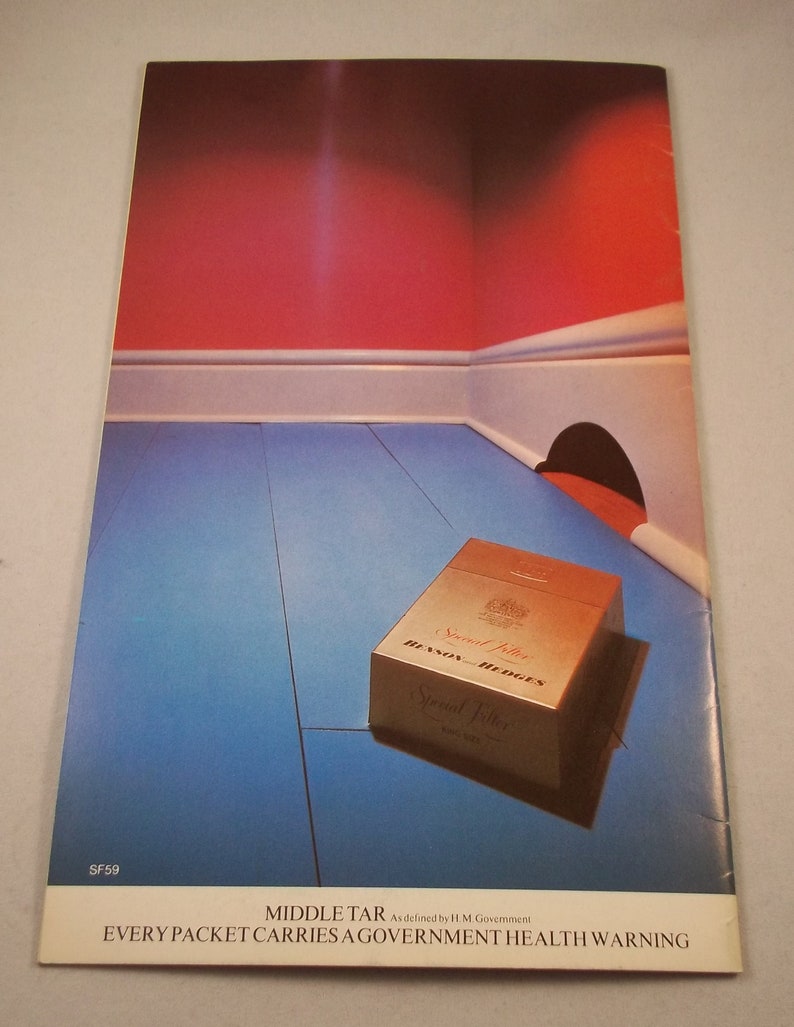 Special Filter
BENSON and HEDGES
Special Filter
KING SIZE
SF59
MIDDLE TAR As defined by H.M. Government
EVERY PACKET CARRIES A GOVERNMENT HEALTH WARNING